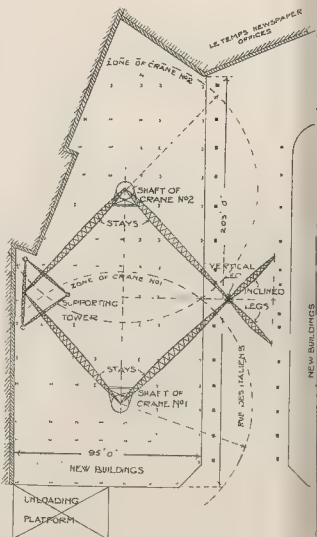 LE TEMPS NEWSPAPER
OFFICES
ZONE OF CRANE No2
SHAFT OF
CRANE No2
STAYS
205'0"
ZONE OF CRANE No1
VERTICAL
LEG
INCLINED
LEGS
SUPPORTING
TOWER
STAYS
SHAFT OF
CRANE No1
RUE DES ITALIENS
NEW BUILDINGS
95'0"
NEW BUILDINGS
UNLOADING
PLATFORM